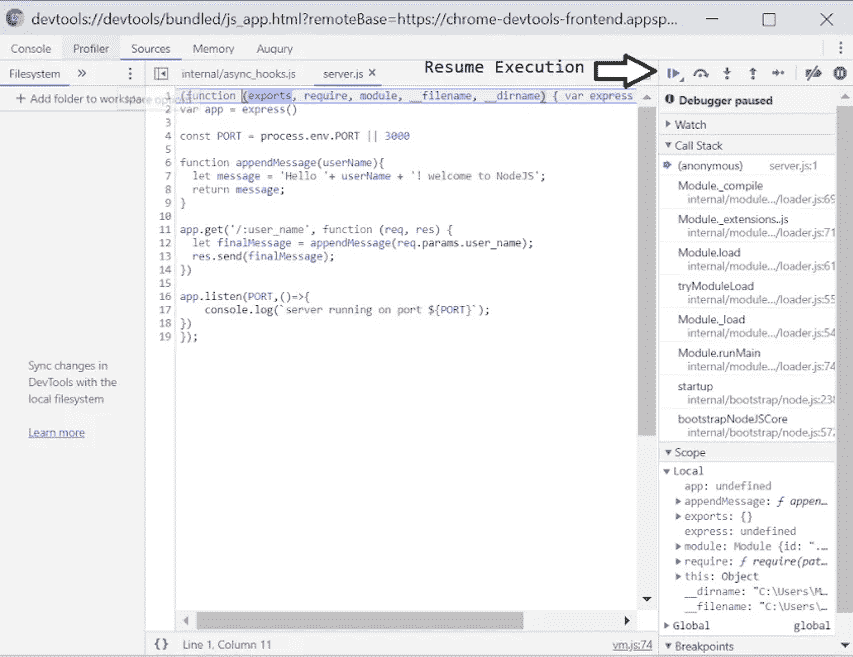 devtools://devtools/bundled/js_app.html?remoteBase=https://chrome-devtools-frontend.appsp...
Console Profiler Sources Memory Augury
Filesystem » internal/async_hooks.js server.js × Resume Execution
+ Add folder to workspace
1 (function (exports, require, module, __filename, __dirname) { var express
2 var app = express()
3
4 const PORT = process.env.PORT || 3000
5
6 function appendMessage(userName){
7 let message = 'Hello '+ userName + '! welcome to NodeJS';
8 return message;
9 }
10
11 app.get('/:user_name', function (req, res) {
12 let finalMessage = appendMessage(req.params.user_name);
13 res.send(finalMessage);
14 })
15
16 app.listen(PORT,()=>{
17 console.log(`server running on port ${PORT}`);
18 })
19 });
Sync changes in
DevTools with the
local filesystem
Learn more
{} Line 1, Column 11 vm.js:74
Debugger paused
Watch
Call Stack
(anonymous) server.js:1
Module._compile
internal/module.../loader.js:69
Module._extensions..js
internal/module.../loader.js:71
Module.load
internal/module.../loader.js:61
tryModuleLoad
internal/module.../loader.js:55
Module._load
internal/module.../loader.js:54
Module.runMain
internal/module.../loader.js:74
startup
internal/bootstrap/node.js:238
bootstrapNodeJSCore
internal/bootstrap/node.js:572
Scope
Local
app: undefined
appendMessage: ƒ appen...
exports: {}
express: undefined
module: Module {id: "....
require: ƒ require(pat...
this: Object
__dirname: "C:\Users\M...
__filename: "C:\Users\...
Global global
Breakpoints